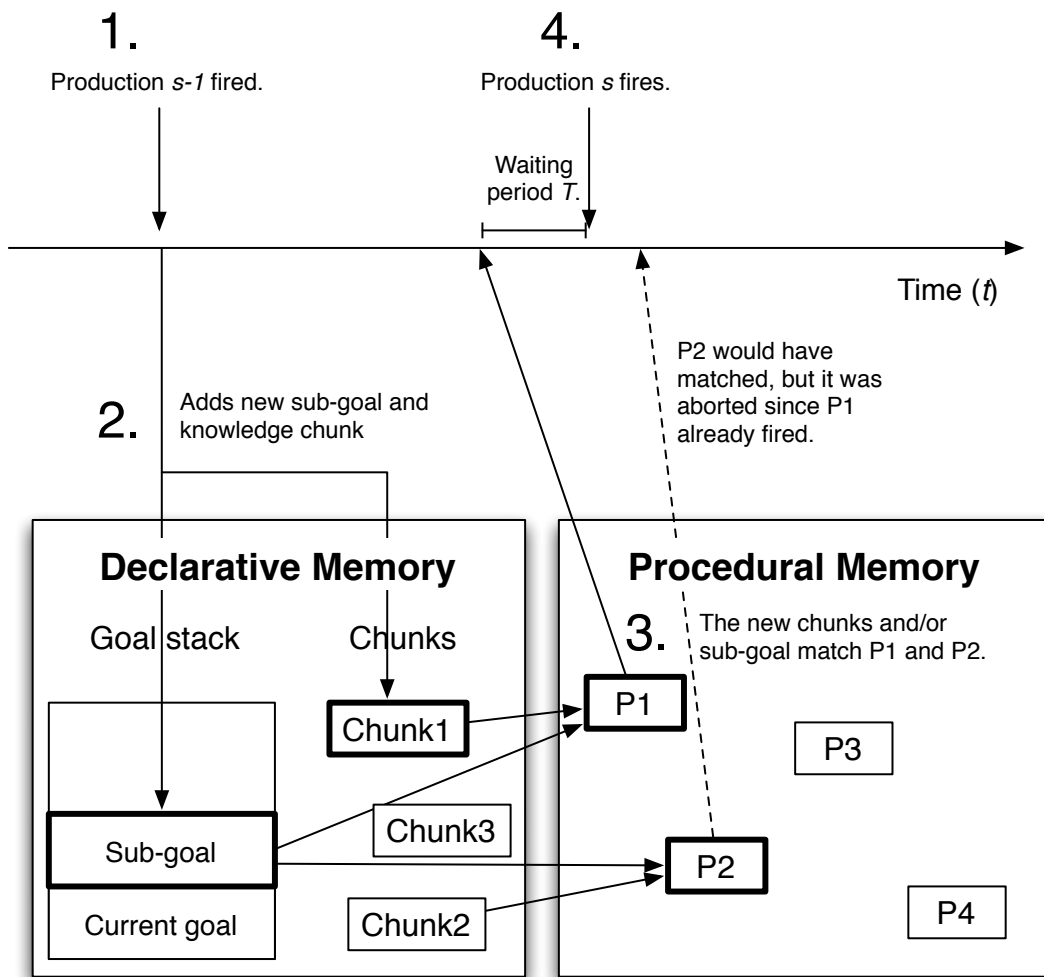 1.
Production s-1 fired.
4.
Production s fires.
Waiting
period T.
Time (t)
P2 would have
matched, but it was
aborted since P1
already fired.
2.
Adds new sub-goal and
knowledge chunk
Declarative Memory
Goal stack
Chunks
Chunk1
Chunk3
Sub-goal
Chunk2
Current goal
Procedural Memory
3.
The new chunks and/or
sub-goal match P1 and P2.
P1
P3
P2
P4